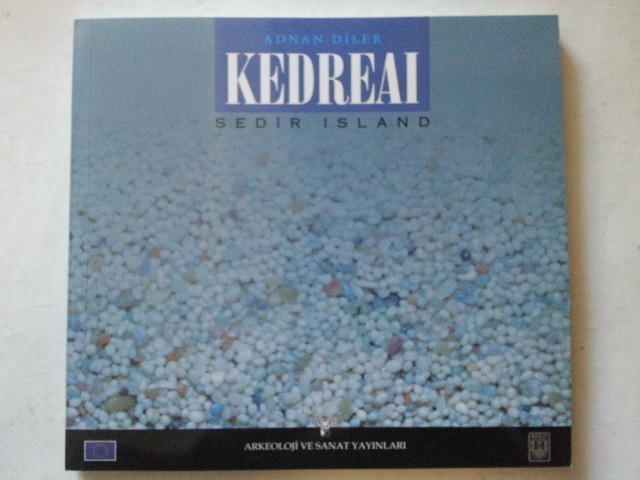 ADNAN DİLER
KEDREAI
SEDİR ISLAND
ARKEOLOJİ VE SANAT YAYINLARI